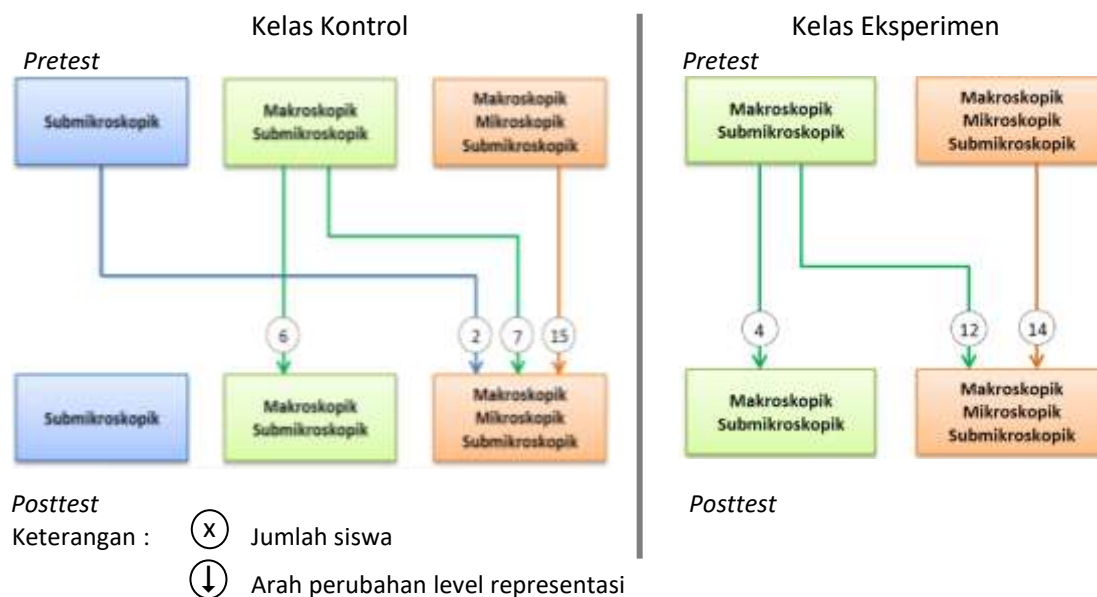 Kelas Kontrol
Pretest
Submikroskopik
Makroskopik
Submikroskopik
Makroskopik
Mikroskopik
Submikroskopik
6
2
7
15
Submikroskopik
Makroskopik
Submikroskopik
Makroskopik
Mikroskopik
Submikroskopik
Posttest
Kelas Eksperimen
Pretest
Makroskopik
Submikroskopik
Makroskopik
Mikroskopik
Submikroskopik
4
12
14
Makroskopik
Submikroskopik
Makroskopik
Mikroskopik
Submikroskopik
Posttest
Keterangan : X Jumlah siswa
Arah perubahan level representasi